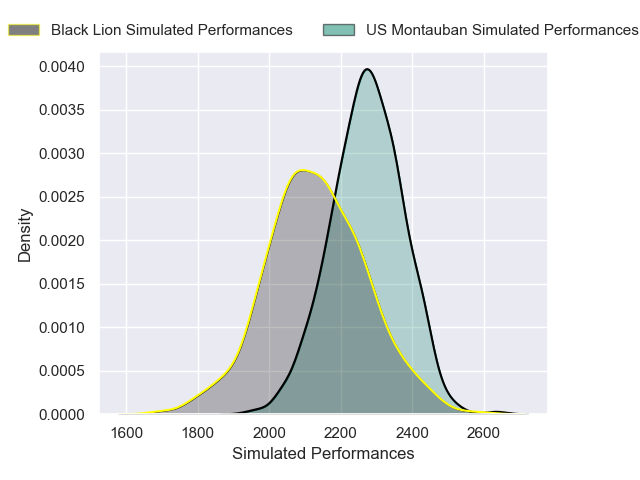 Black Lion Simulated Performances US Montauban Simulated Performances
0.0040
0.0035
0.0030
0.0025
0.0020
0.0015
0.0010
0.0005
0.0000
Density
1600 1800 2000 2200 2400 2600
Simulated Performances